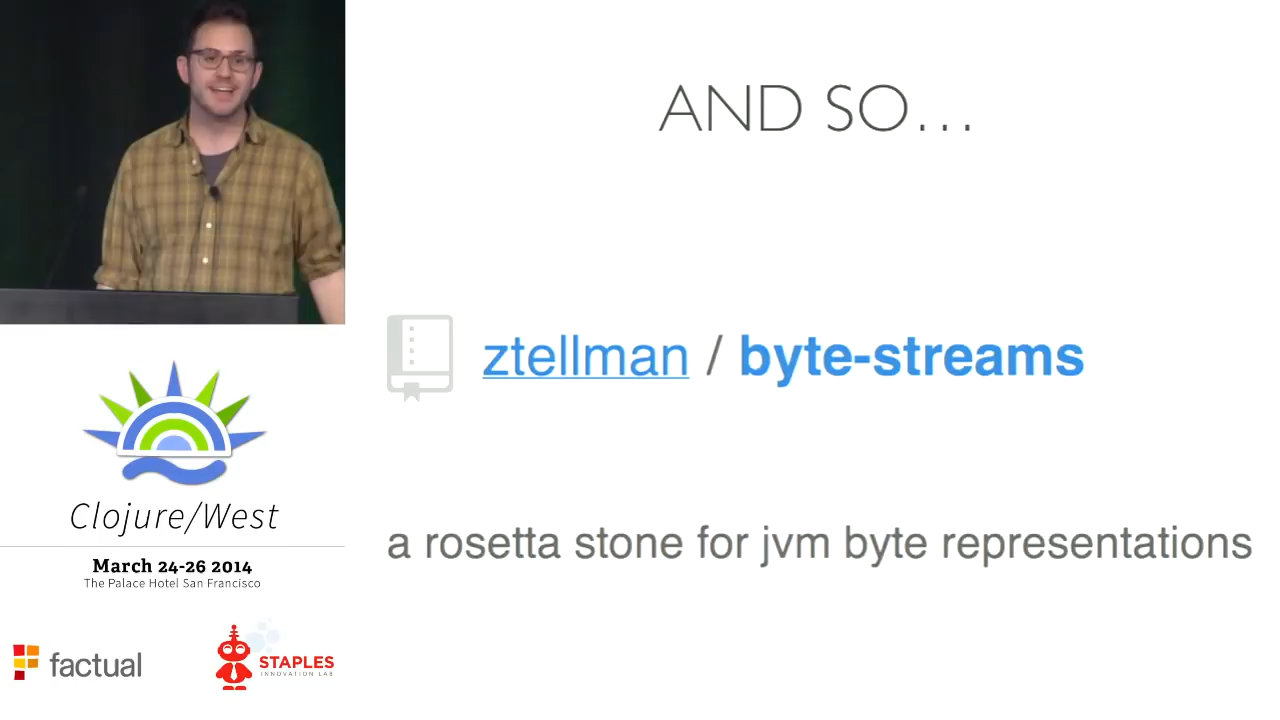 AND SO...
ztellman / byte-streams
a rosetta stone for jvm byte representations
Clojure/West
March 24-26 2014
The Palace Hotel San Francisco
factual
STAPLES
INNOVATION LAB